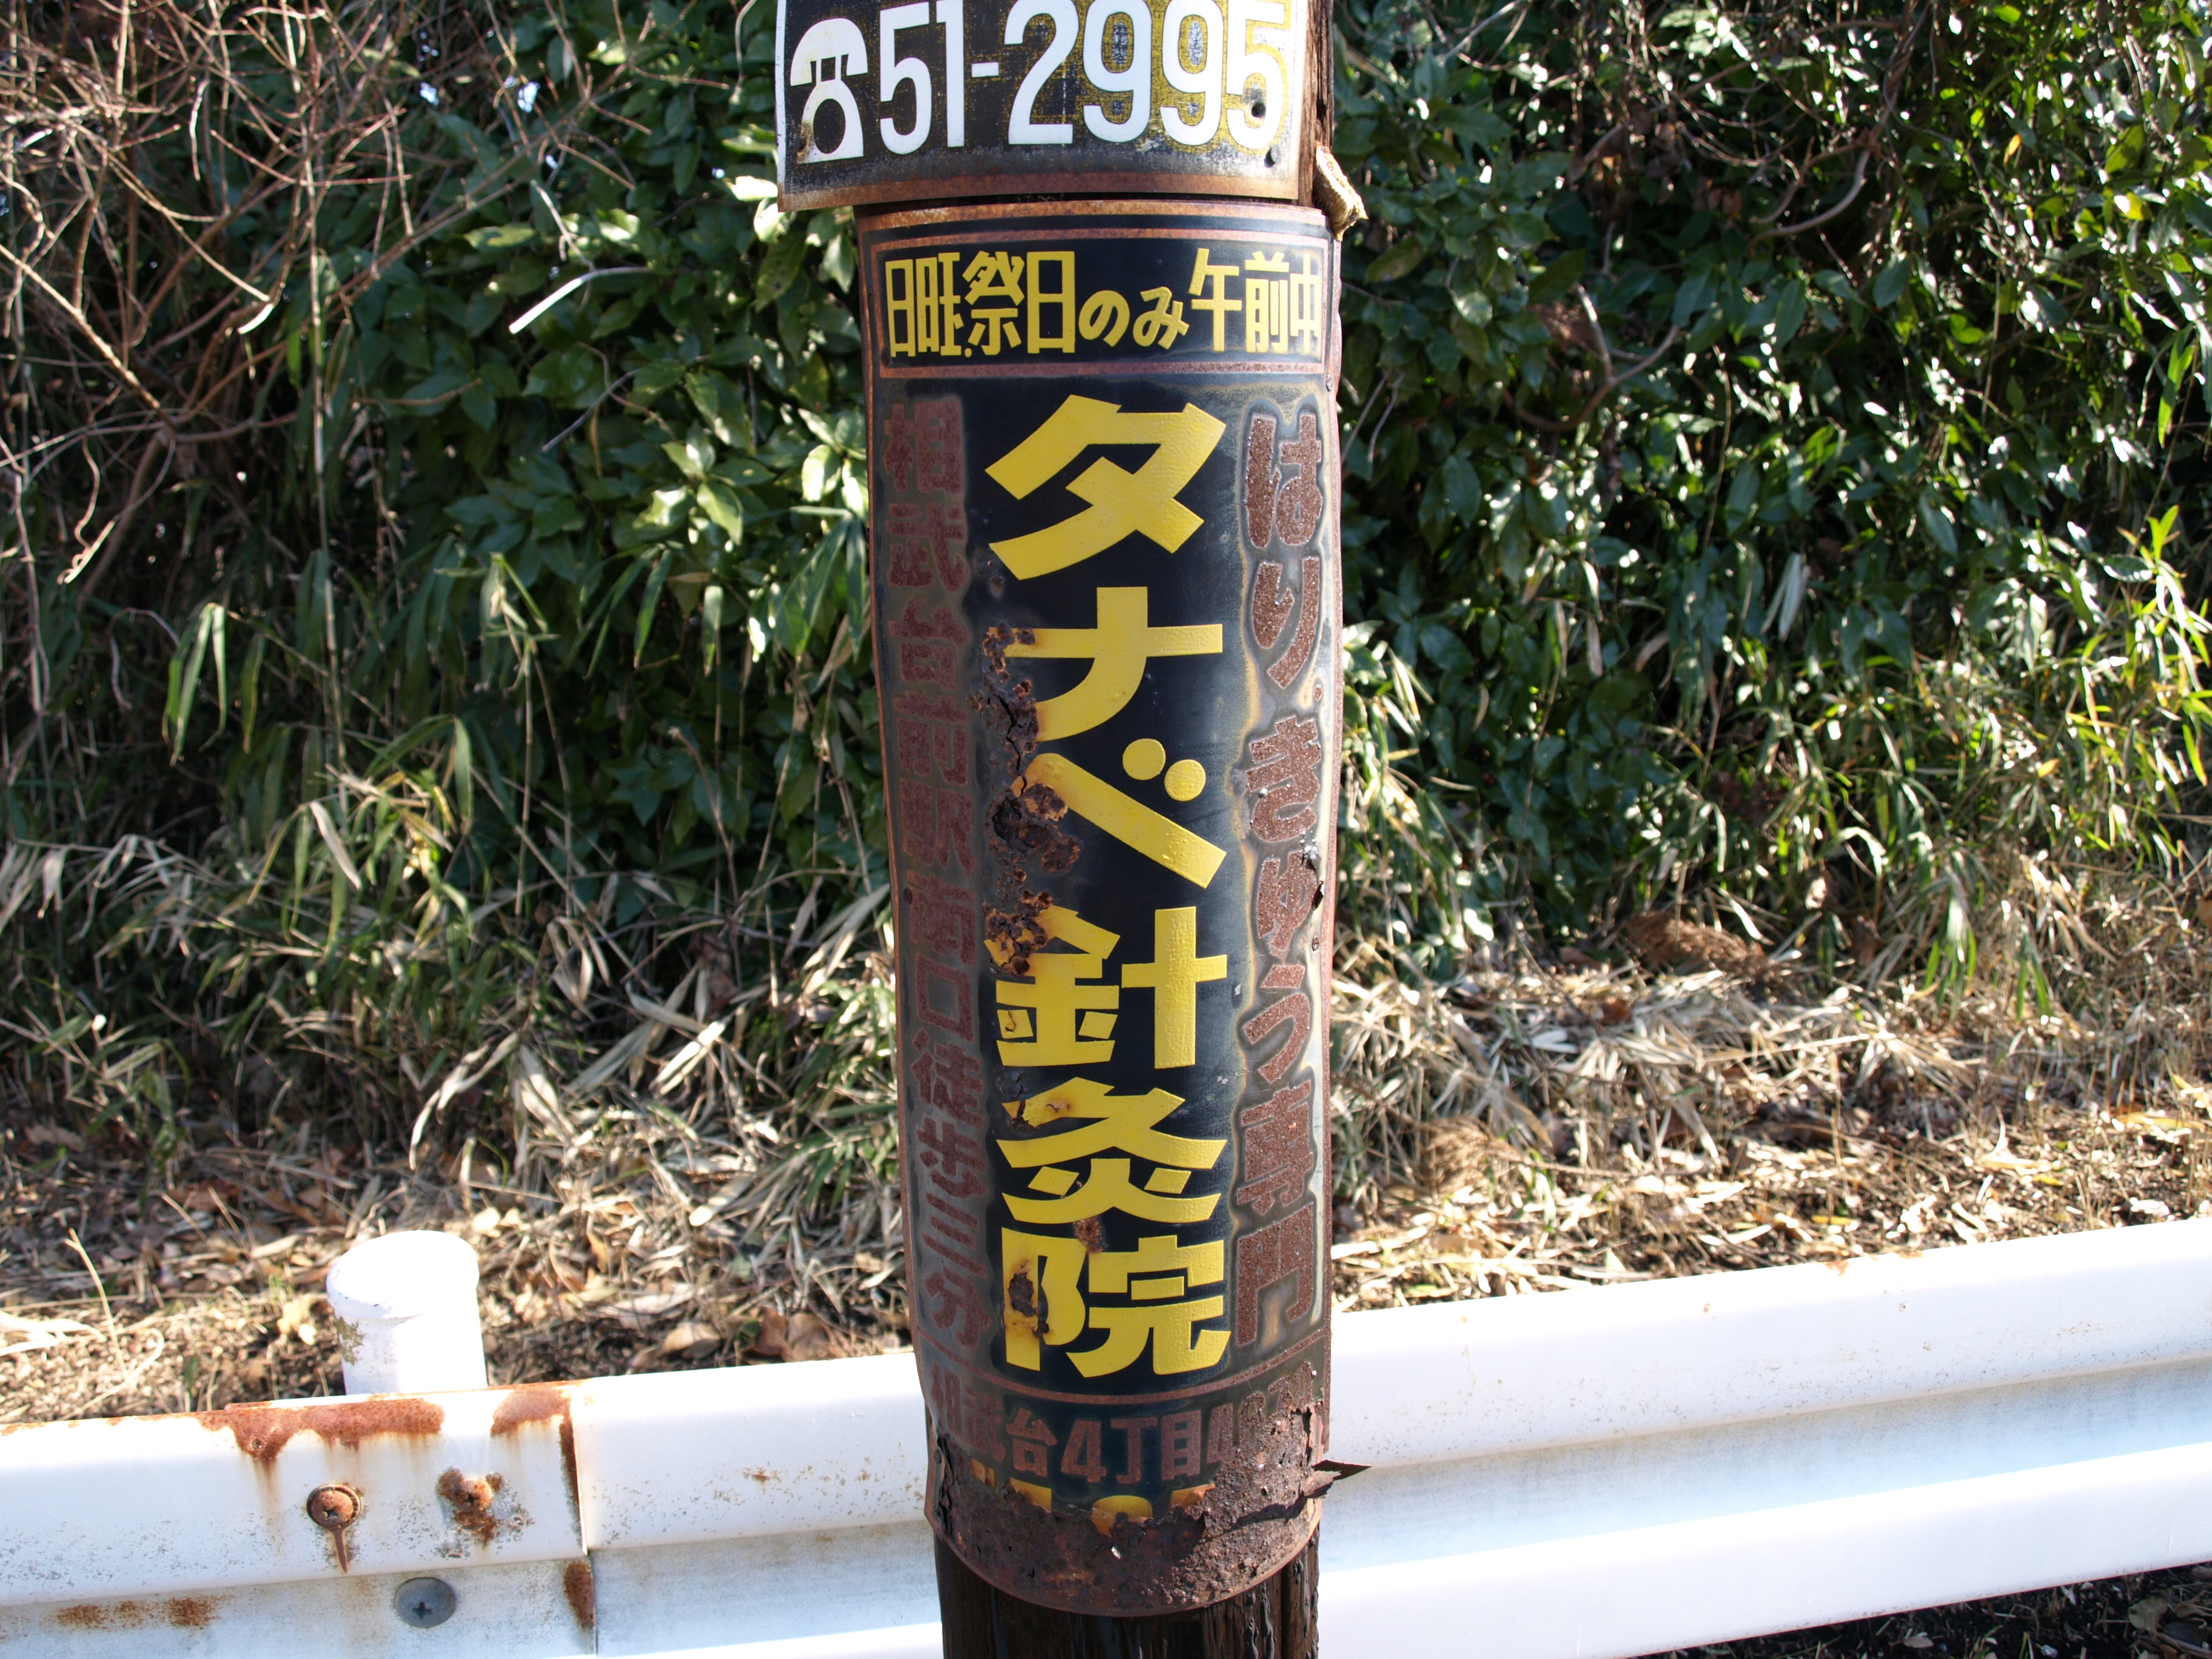 ☎51-2995
日旺.祭日のみ午前中
はり.きゅう専門
タナベ針灸院
相武台前駅南口徒歩三分
相武台4丁目4